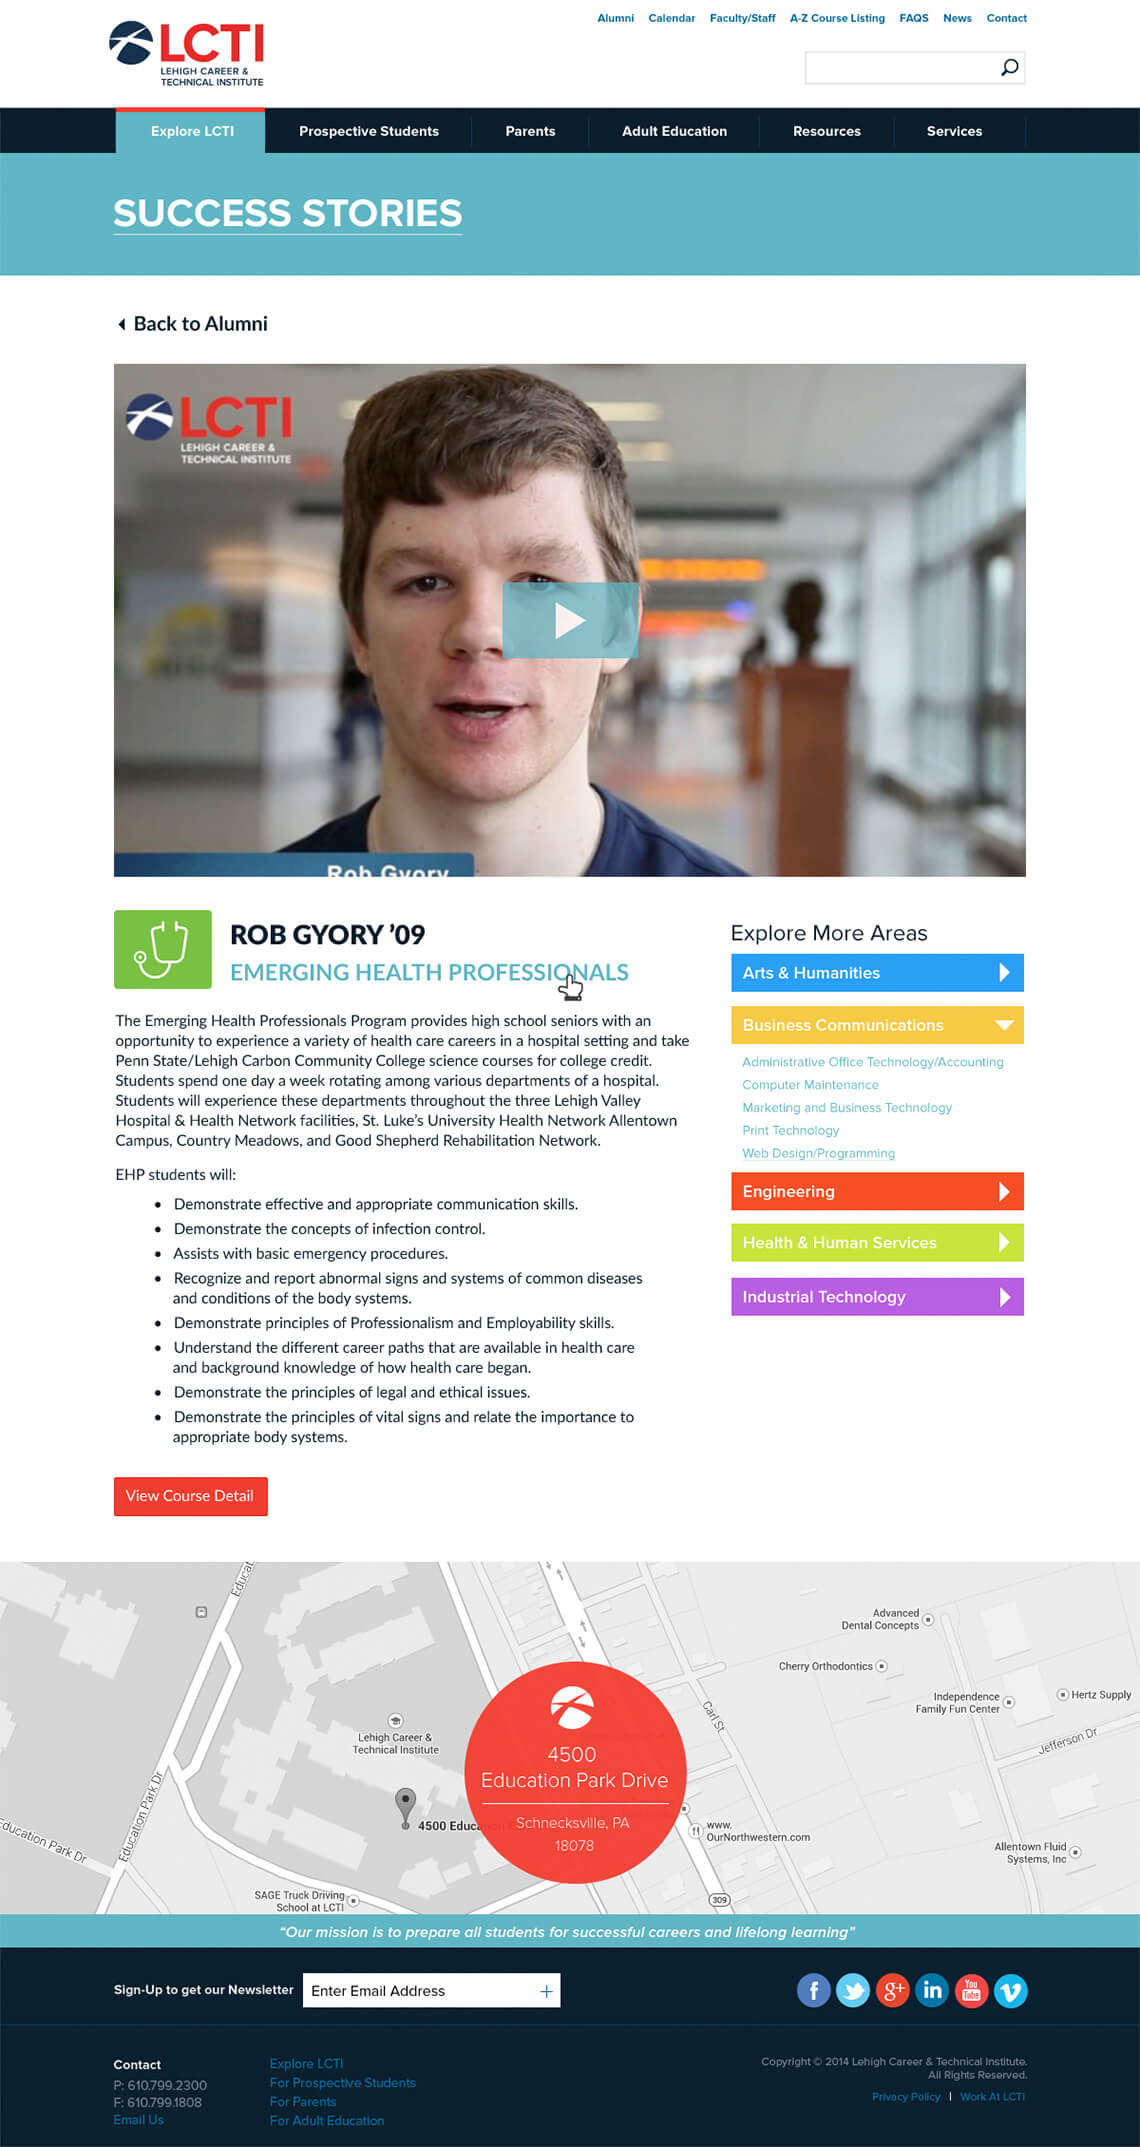 LCTI
LEHIGH CAREER &
TECHNICAL INSTITUTE
Alumni Calendar Faculty/Staff A-Z Course Listing FAQS News Contact
Explore LCTI Prospective Students Parents Adult Education Resources Services
SUCCESS STORIES
Back to Alumni
LCTI
LEHIGH CAREER &
TECHNICAL INSTITUTE
Rob Gyory
ROB GYORY ’09
EMERGING HEALTH PROFESSIONALS
The Emerging Health Professionals Program provides high school seniors with an
opportunity to experience a variety of health care careers in a hospital setting and take
Penn State/Lehigh Carbon Community College science courses for college credit.
Students spend one day a week rotating among various departments of a hospital.
Students will experience these departments throughout the three Lehigh Valley
Hospital & Health Network facilities, St. Luke’s University Health Network Allentown
Campus, Country Meadows, and Good Shepherd Rehabilitation Network.
EHP students will:
• Demonstrate effective and appropriate communication skills.
• Demonstrate the concepts of infection control.
• Assists with basic emergency procedures.
• Recognize and report abnormal signs and systems of common diseases
and conditions of the body systems.
• Demonstrate principles of Professionalism and Employability skills.
• Understand the different career paths that are available in health care
and background knowledge of how health care began.
• Demonstrate the principles of legal and ethical issues.
• Demonstrate the principles of vital signs and relate the importance to
appropriate body systems.
View Course Detail
Explore More Areas
Arts & Humanities
Business Communications
Administrative Office Technology/Accounting
Computer Maintenance
Marketing and Business Technology
Print Technology
Web Design/Programming
Engineering
Health & Human Services
Industrial Technology
Educat
Advanced
Dental Concepts
Cherry Orthodontics
Independence
Family Fun Center
Hertz Supply
Carl St
Jefferson Dr
Lehigh Career &
Technical Institute
4500
Education Park Drive
Schnecksville, PA
18078
4500 Educa
Education Park Dr
Education Park Dr
www.
OurNorthwestern.com
Allentown Fluid
Systems, Inc
SAGE Truck Driving
School at LCTI
309
“Our mission is to prepare all students for successful careers and lifelong learning”
Sign-Up to get our Newsletter
Enter Email Address +
f g+ in You Tube v
Contact
P: 610.799.2300
F: 610.799.1808
Email Us
Explore LCTI
For Prospective Students
For Parents
For Adult Education
Copyright © 2014 Lehigh Career & Technical Institute.
All Rights Reserved.
Privacy Policy | Work At LCTI